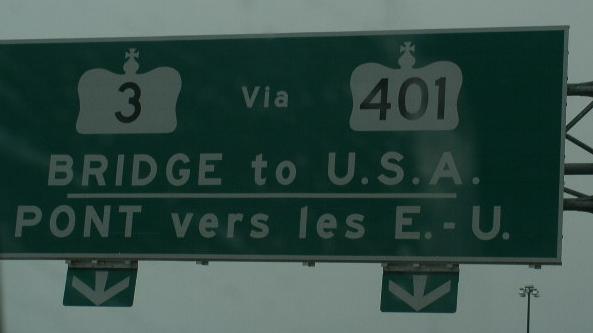 3 Via 401
BRIDGE to U.S.A.
PONT vers les E.-U.